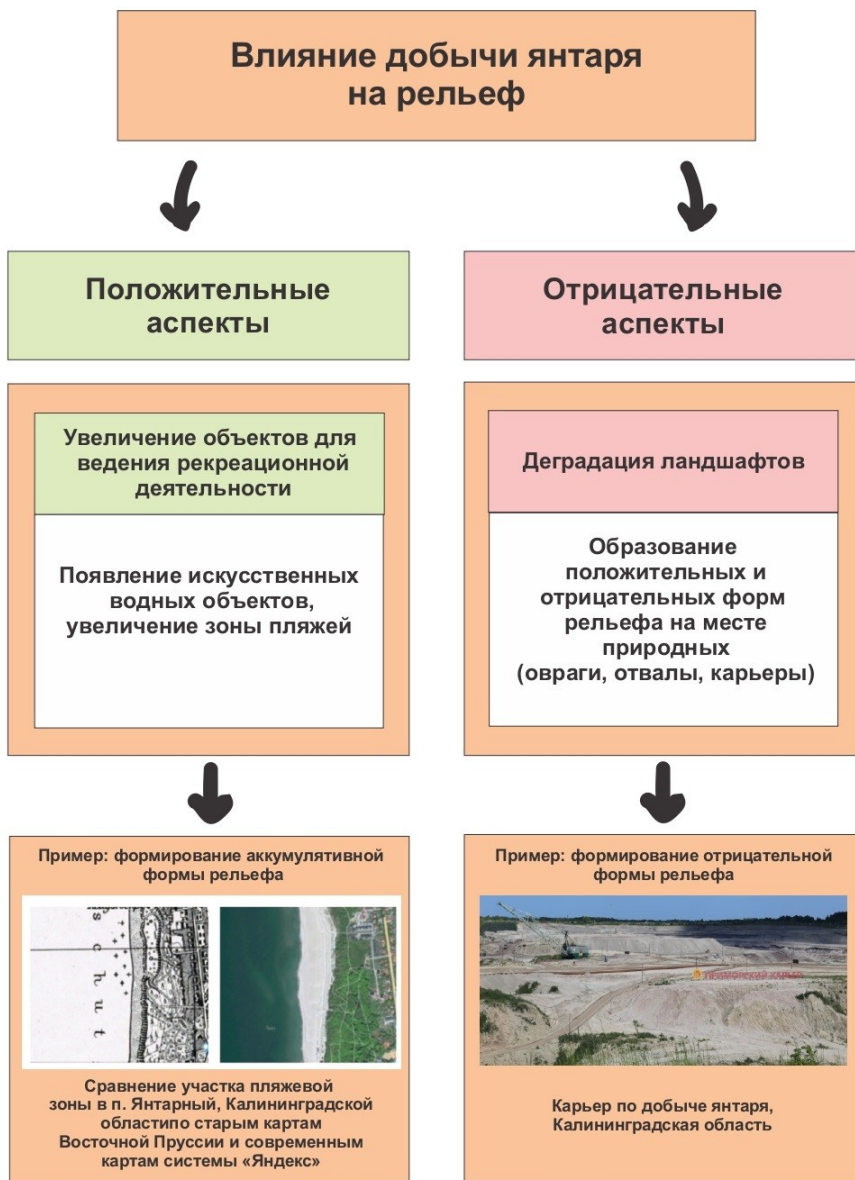 Влияние добычи янтаря
на рельеф
Положительные
аспекты
Увеличение объектов для
ведения рекреационной
деятельности
Появление искусственных
водных объектов,
увеличение зоны пляжей
Пример: формирование аккумулятивной
формы рельефа
s c h u t
Сравнение участка пляжевой
зоны в п. Янтарный, Калининградской
областипо старым картам
Восточной Пруссии и современным
картам системы «Яндекс»
Отрицательные
аспекты
Деградация ландшафтов
Образование
положительных и
отрицательных форм
рельефа на месте
природных
(овраги, отвалы, карьеры)
Пример: формирование отрицательной
формы рельефа
ПРИМОРСКИЙ КАРЬЕР
Карьер по добыче янтаря,
Калининградская область